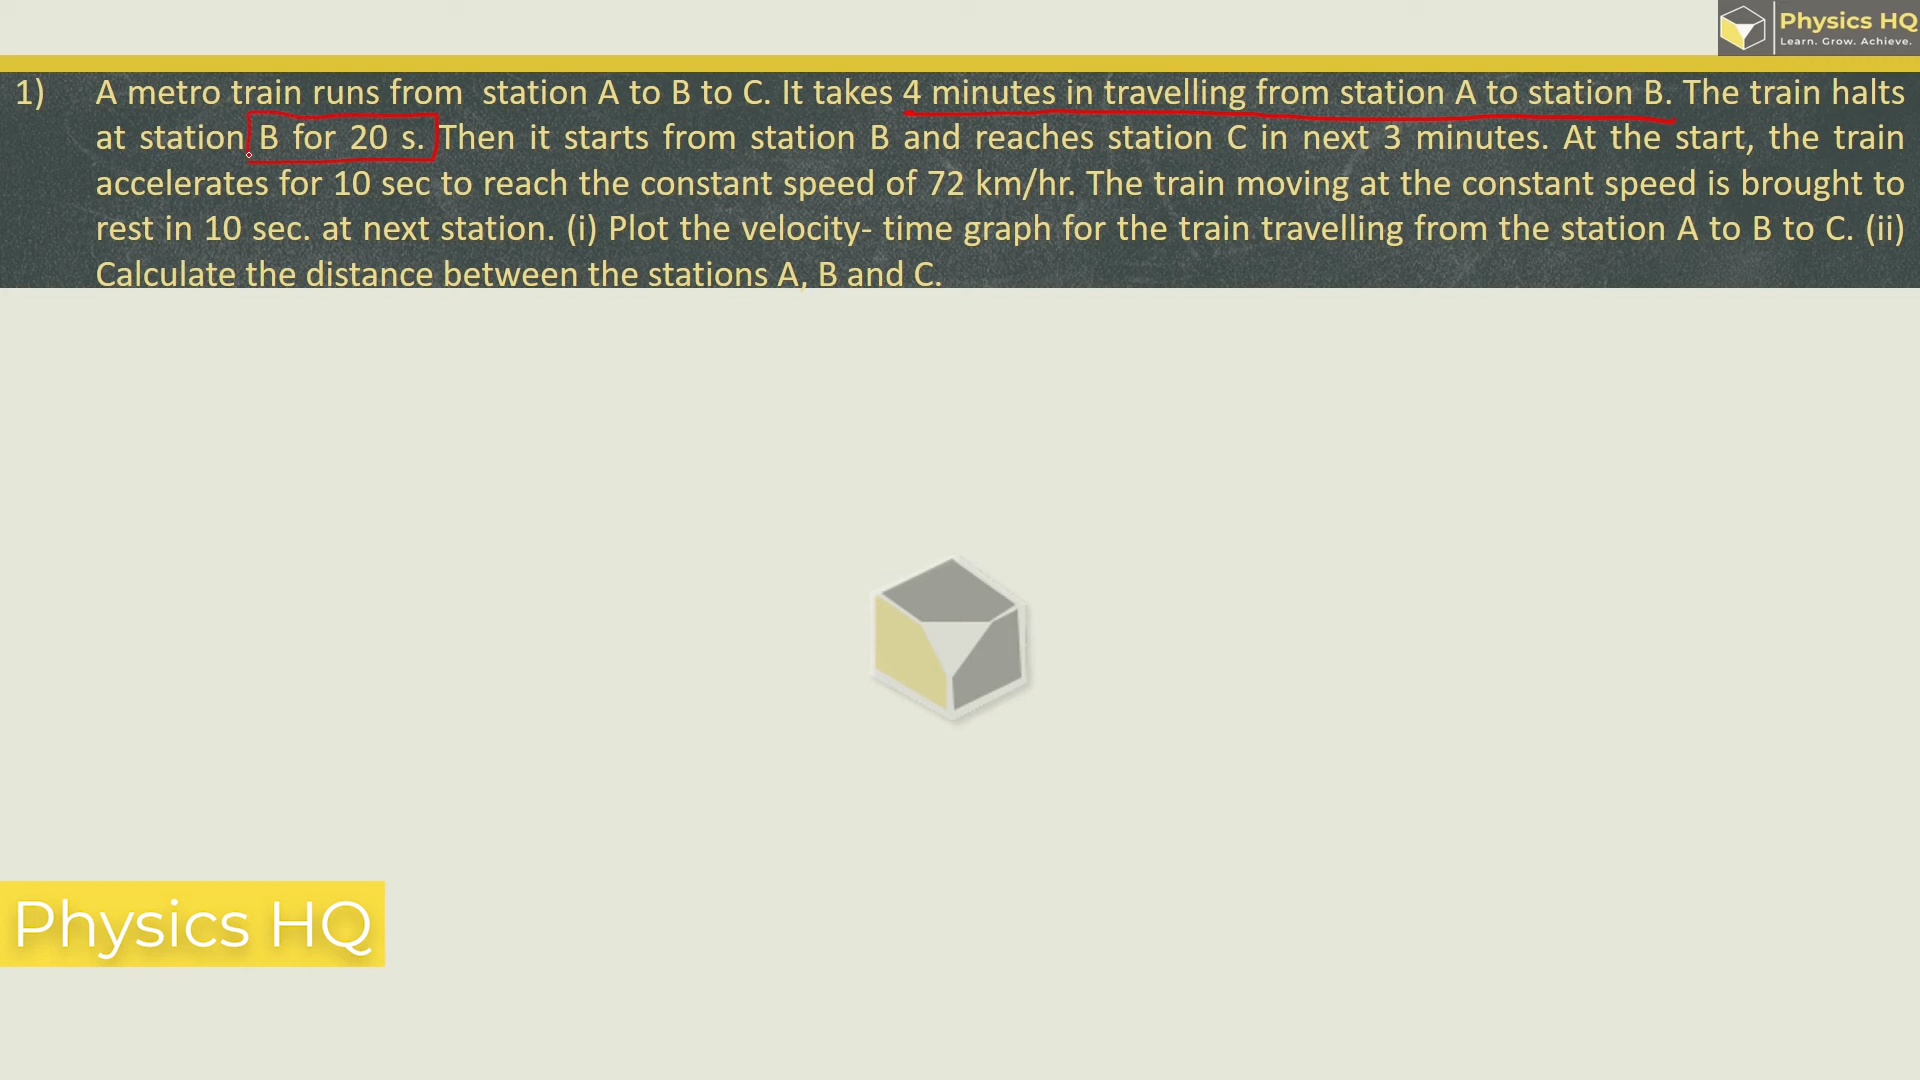 Physics HQ
Learn. Grow. Achieve.
1) A metro train runs from station A to B to C. It takes 4 minutes in travelling from station A to station B. The train halts
at station B for 20 s. Then it starts from station B and reaches station C in next 3 minutes. At the start, the train
accelerates for 10 sec to reach the constant speed of 72 km/hr. The train moving at the constant speed is brought to
rest in 10 sec. at next station. (i) Plot the velocity- time graph for the train travelling from the station A to B to C. (ii)
Calculate the distance between the stations A, B and C.
Physics HQ